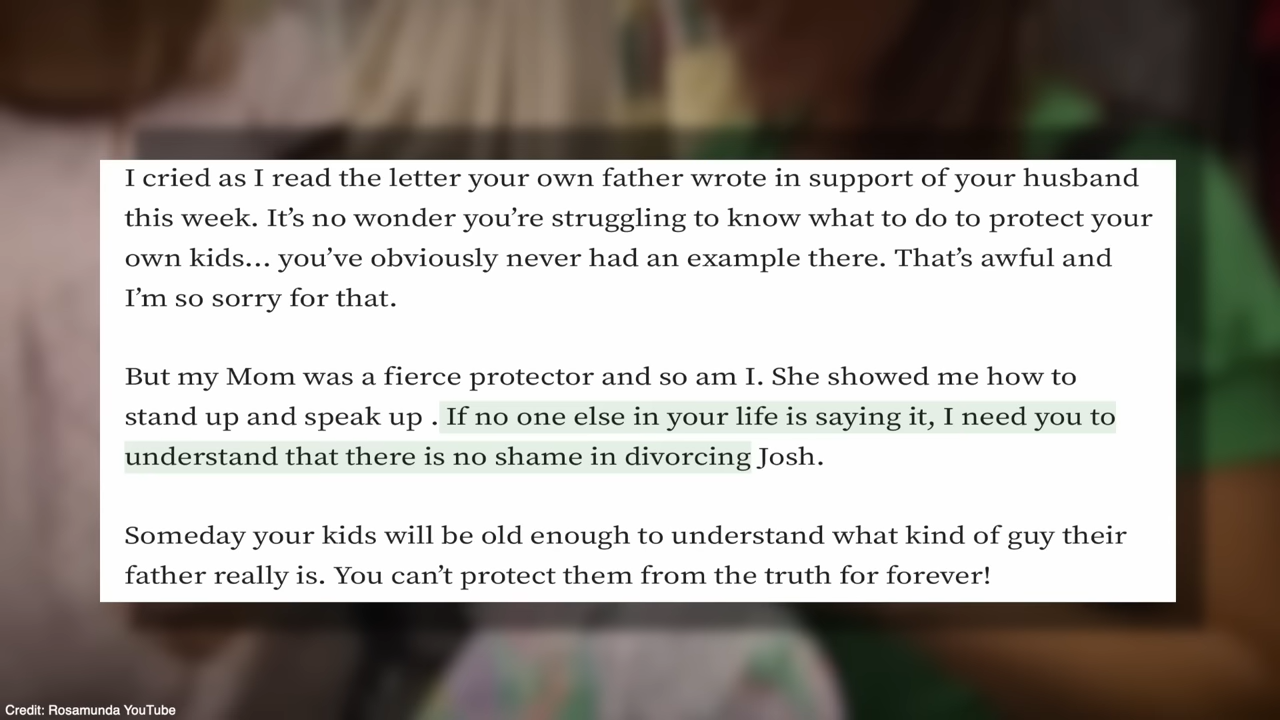 I cried as I read the letter your own father wrote in support of your husband
this week. It’s no wonder you’re struggling to know what to do to protect your
own kids… you’ve obviously never had an example there. That’s awful and
I’m so sorry for that.
But my Mom was a fierce protector and so am I. She showed me how to
stand up and speak up . If no one else in your life is saying it, I need you to
understand that there is no shame in divorcing Josh.
Someday your kids will be old enough to understand what kind of guy their
father really is. You can’t protect them from the truth for forever!
Credit: Rosamunda YouTube